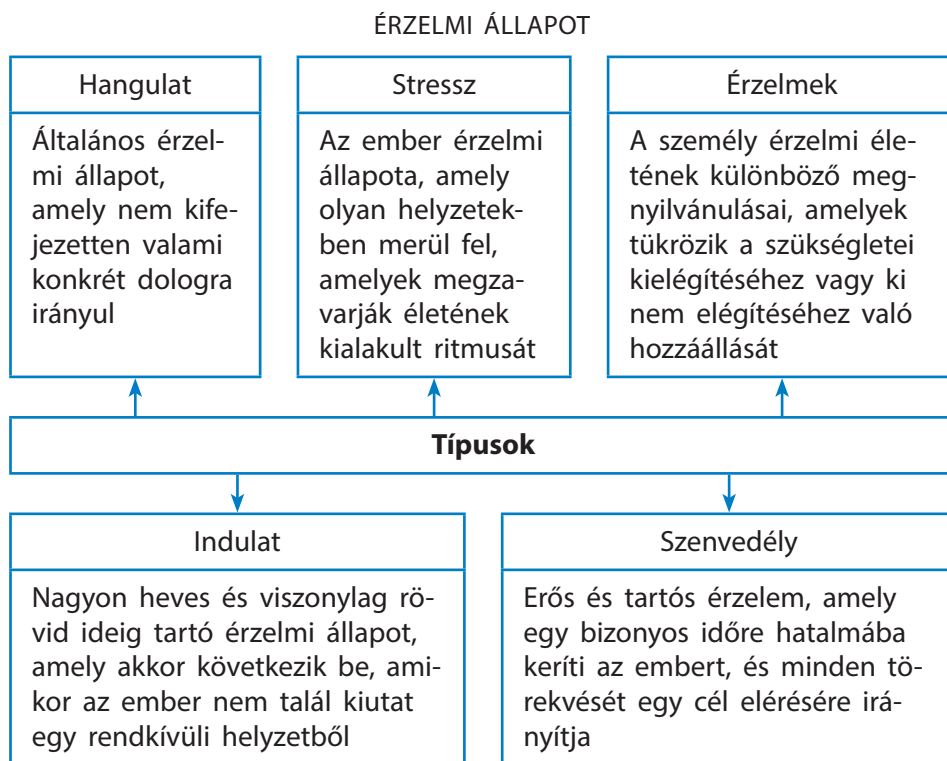 ÉRZELMI ÁLLAPOT
Hangulat
Általános érzel-
mi állapot,
amely nem kife-
jezetten valami
konkrét dologra
irányul
Stressz
Az ember érzelmi
állapota, amely
olyan helyzetek-
ben merül fel,
amelyek megza-
varják életének
kialakult ritmusát
Érzelmek
A személy érzelmi éle-
tének különböző meg-
nyilvánulásai, amelyek
tükrözik a szükségletei
kielégítéséhez vagy ki
nem elégítéséhez való
hozzáállását
Típusok
Indulat
Nagyon heves és viszonylag rö-
vid ideig tartó érzelmi állapot,
amely akkor következik be, ami-
kor az ember nem talál kiutat
egy rendkívüli helyzetből
Szenvedély
Erős és tartós érzelem, amely
egy bizonyos időre hatalmába
keríti az embert, és minden tö-
rekvését egy cél elérésére irá-
nyítja